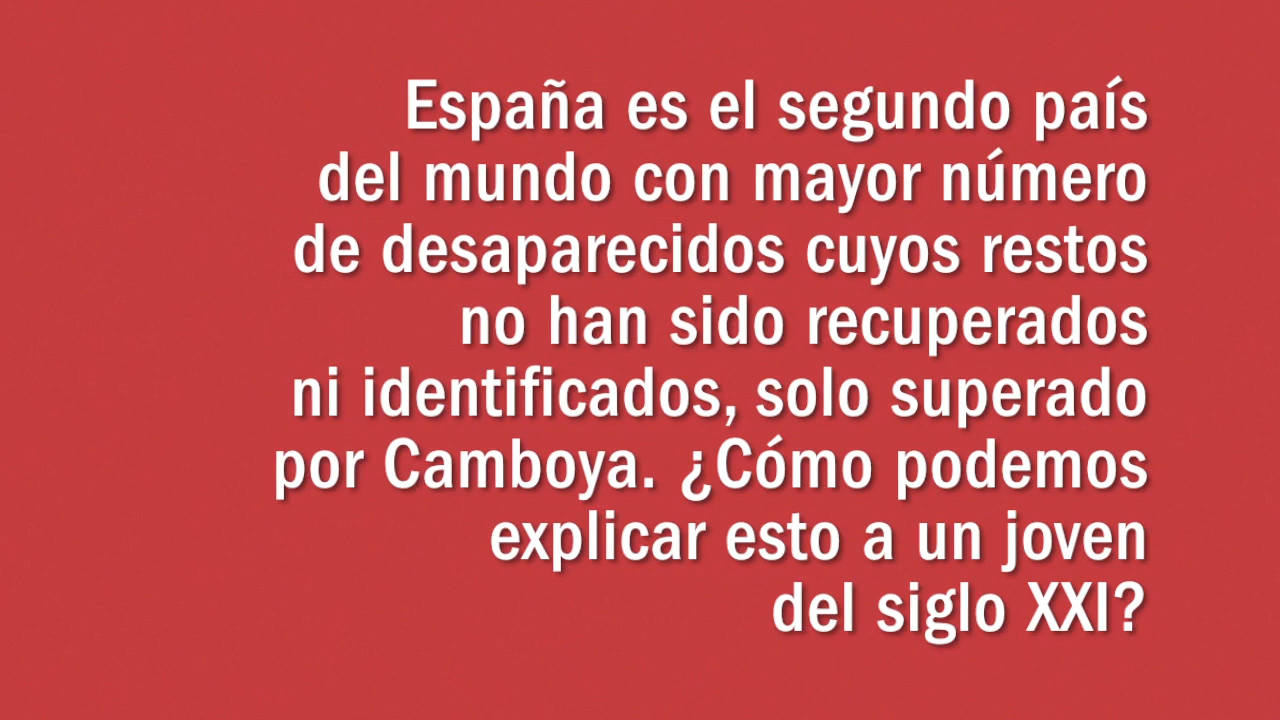 España es el segundo país
del mundo con mayor número
de desaparecidos cuyos restos
no han sido recuperados
ni identificados, solo superado
por Camboya. ¿Cómo podemos
explicar esto a un joven
del siglo XXI?